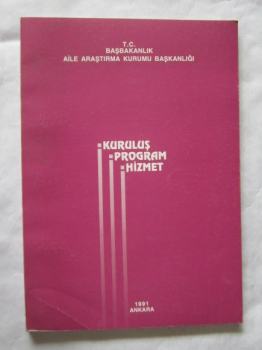 T.C.
BAŞBAKANLIK
AİLE ARAŞTIRMA KURUMU BAŞKANLIĞI
KURULUŞ
PROGRAM
HİZMET
1991
ANKARA